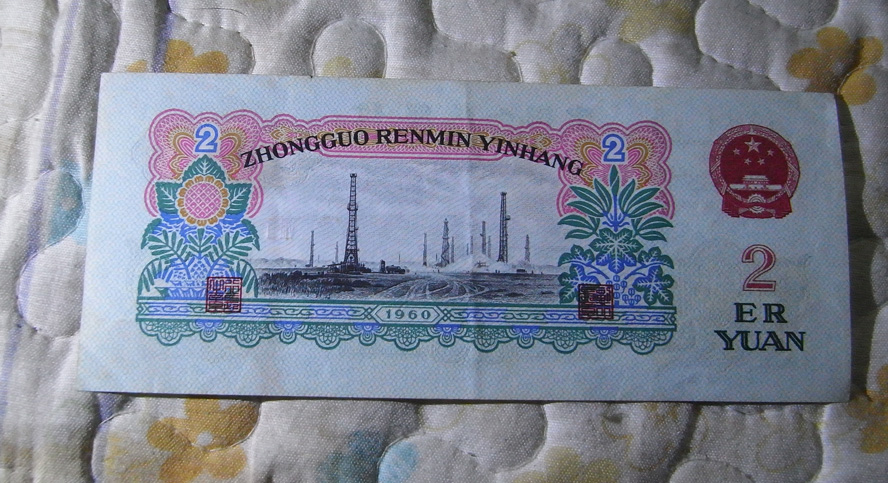 2 2
ZHONGGUO RENMIN YINHANG
1960
2
ER
YUAN